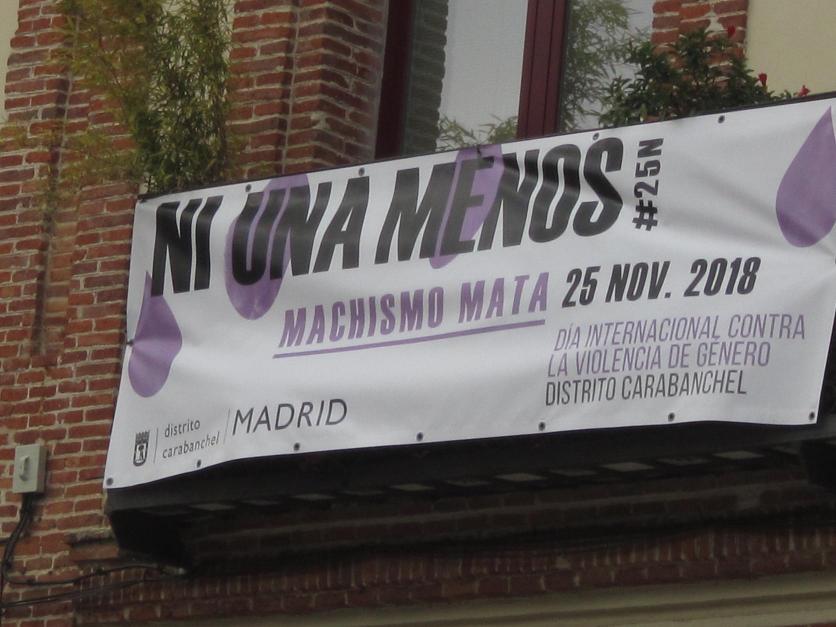 NI UNA MENOS
#25N
MACHISMO MATA
25 NOV. 2018
DÍA INTERNACIONAL CONTRA
LA VIOLENCIA DE GÉNERO
DISTRITO CARABANCHEL
distrito
carabanchel
MADRID